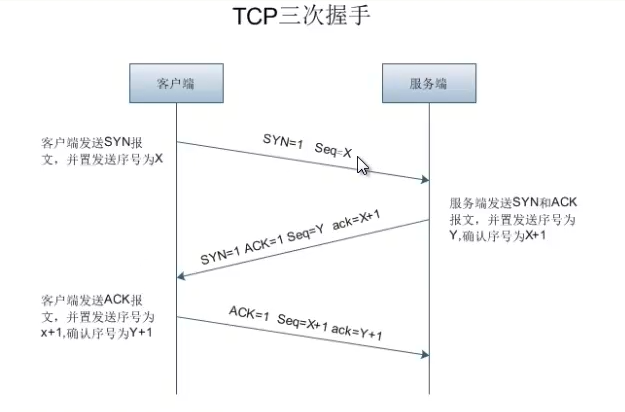 TCP三次握手
客户端
服务端
客户端发送SYN报
文，并置发送序号为X
SYN=1 Seq=X
服务端发送SYN和ACK
报文，并置发送序号为
Y,确认序号为X+1
SYN=1 ACK=1 Seq=Y ack=X+1
客户端发送ACK报
文，并置发送序号为
x+1,确认序号为Y+1
ACK=1 Seq=X+1 ack=Y+1